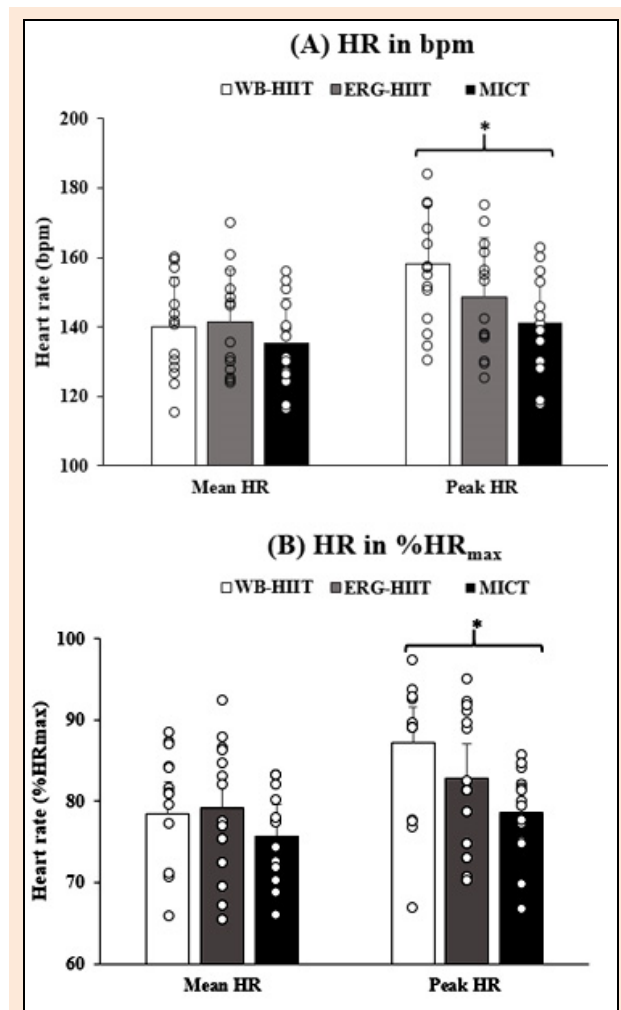 (A) HR in bpm
WB-HIIT ERG-HIIT MICT
200
*
180
160
140
120
100
Heart rate (bpm)
Mean HR Peak HR
(B) HR in %HRmax
WB-HIIT ERG-HIIT MICT
100
*
90
80
70
60
Heart rate (%HRmax)
Mean HR Peak HR